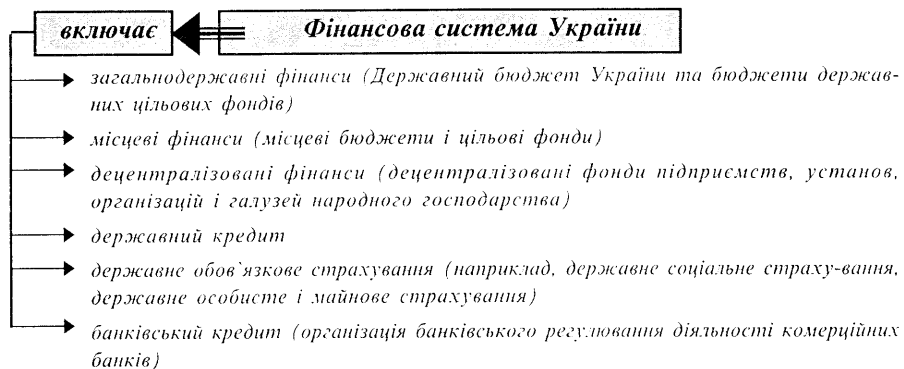 включає
Фінансова система України
загальнодержавні фінанси (Державний бюджет України та бюджети держав-
них цільових фондів)
місцеві фінанси (місцеві бюджети і цільові фонди)
децентралізовані фінанси (децентралізовані фонди підприємств, установ,
організацій і галузей народного господарства)
державний кредит
державне обов`язкове страхування (наприклад, державне соціальне страху-вання,
державне особисте і майнове страхування)
банківський кредит (організація банківського регулювання діяльності комерційних
банків)